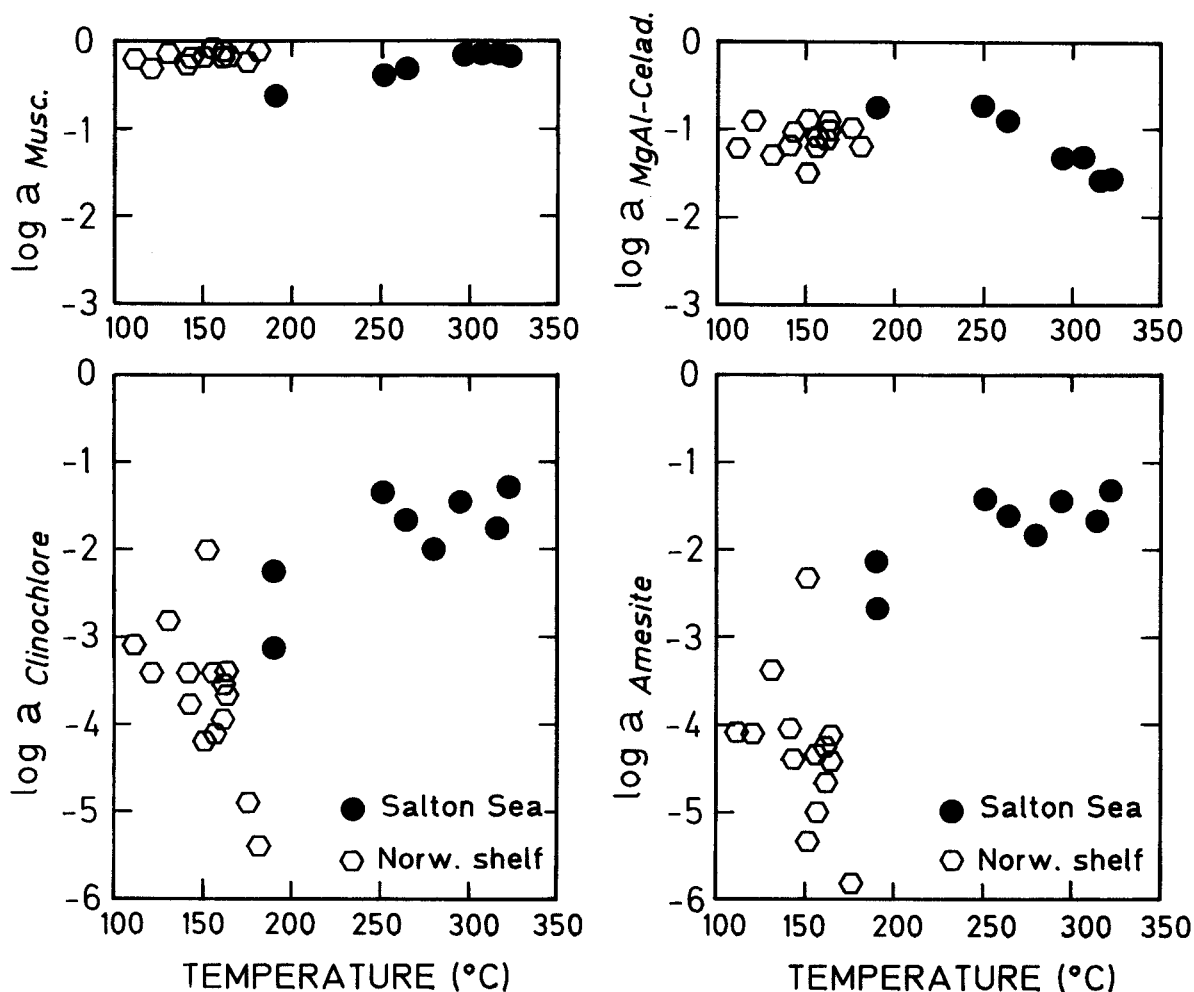 log a Musc.
0
-1
-2
-3
100 150 200 250 300 350
log a MgAl-Celad.
0
-1
-2
-3
100 150 200 250 300 350
log a Clinochlore
0
-1
-2
-3
-4
-5
-6
Salton Sea
Norw. shelf
100 150 200 250 300 350
TEMPERATURE (°C)
log a Amesite
0
-1
-2
-3
-4
-5
-6
Salton Sea
Norw. shelf
100 150 200 250 300 350
TEMPERATURE (°C)